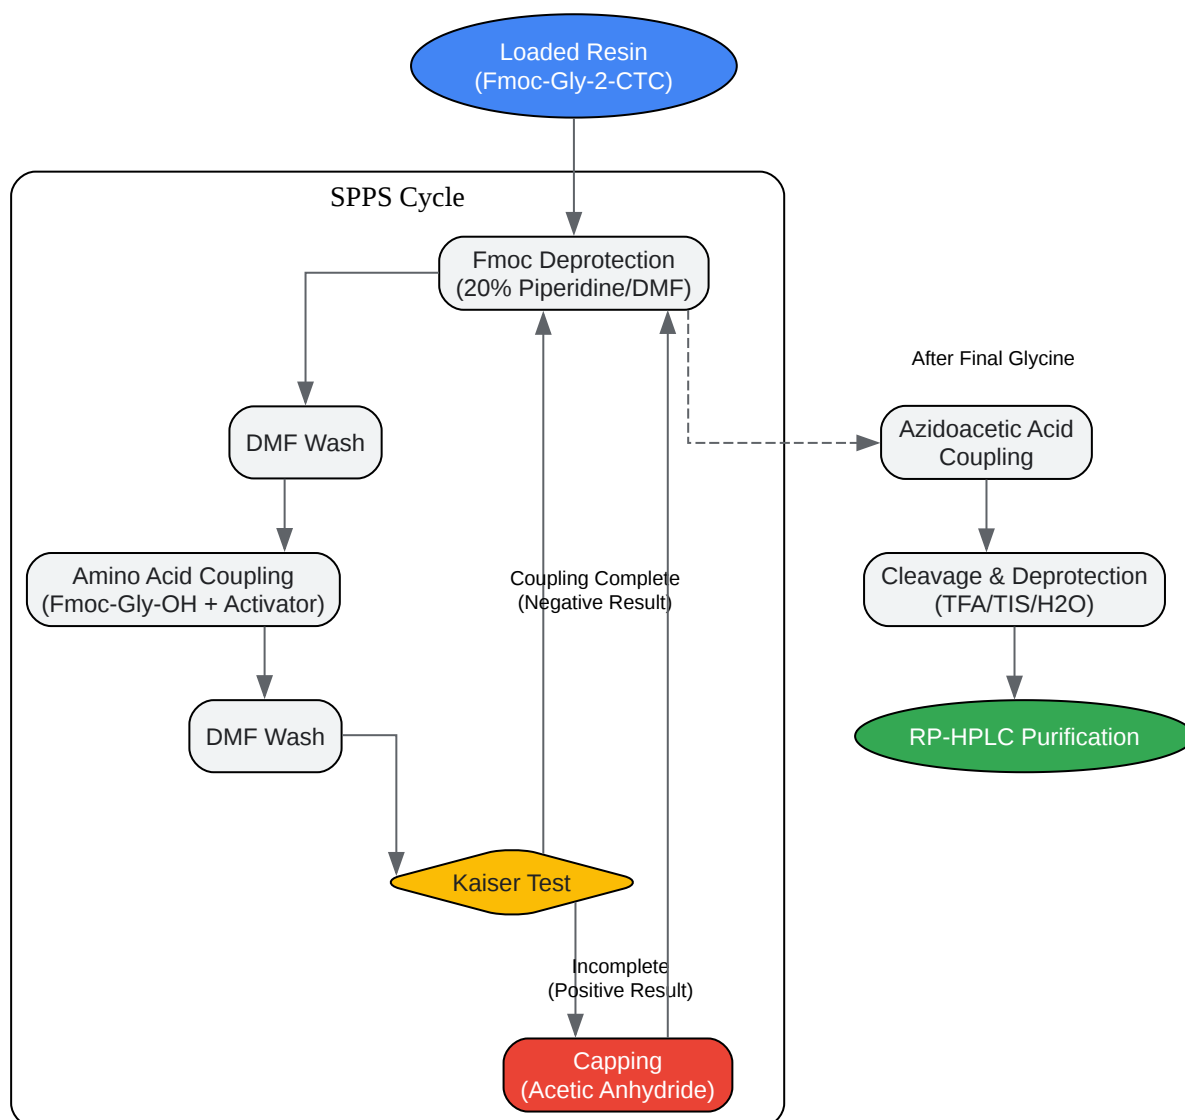 Loaded Resin
(Fmoc-Gly-2-CTC)
SPPS Cycle
Fmoc Deprotection
(20% Piperidine/DMF)
After Final Glycine
DMF Wash
Azidoacetic Acid
Coupling
Amino Acid Coupling
(Fmoc-Gly-OH + Activator)
Coupling Complete
(Negative Result)
Cleavage & Deprotection
(TFA/TIS/H2O)
DMF Wash
RP-HPLC Purification
Kaiser Test
Incomplete
(Positive Result)
Capping
(Acetic Anhydride)